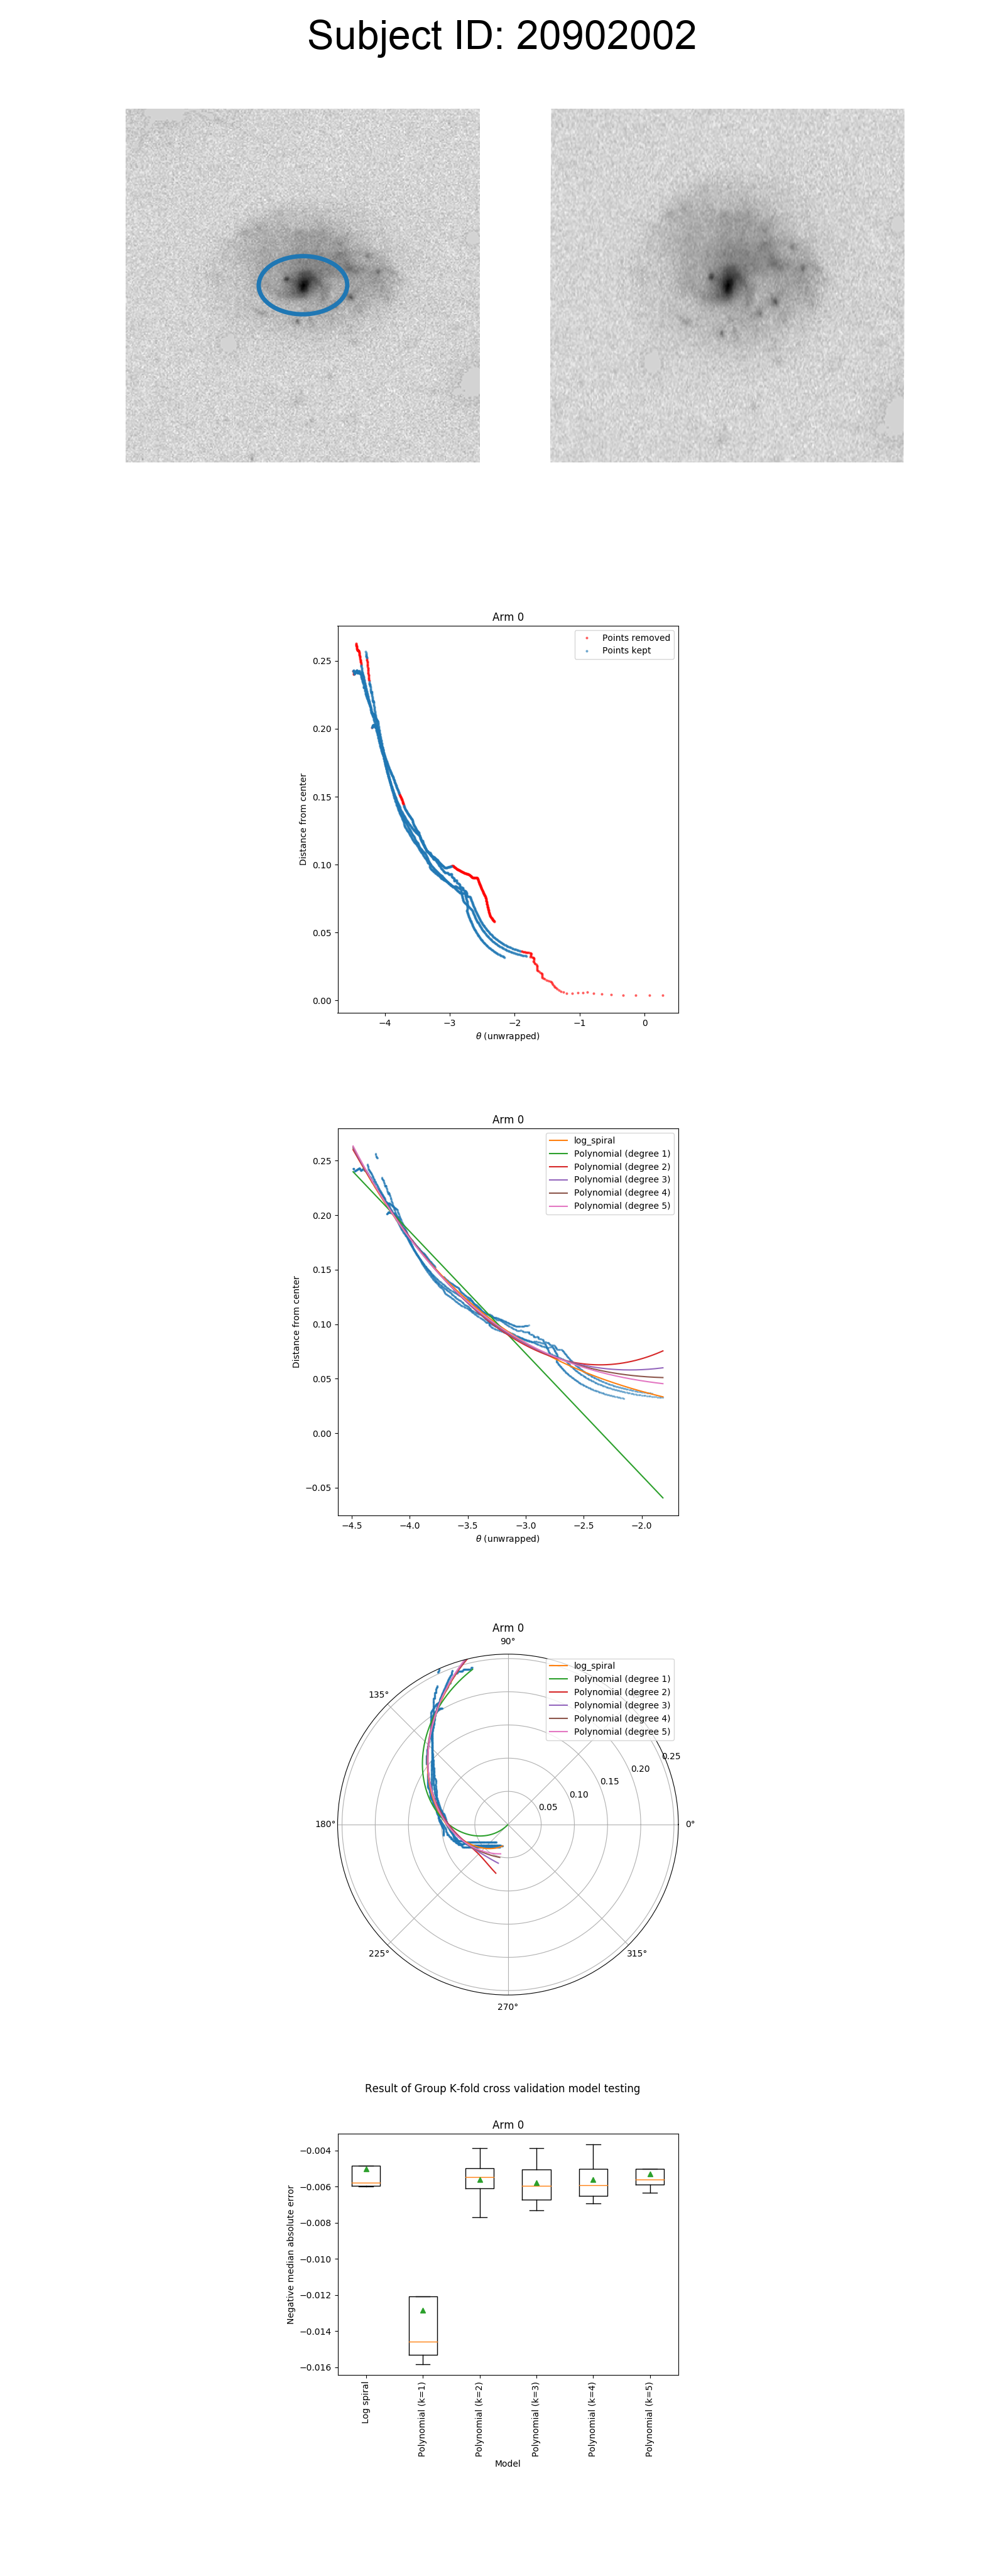 Subject ID: 20902002
Arm 0
Points removed
Points kept
Distance from center
0.25
0.20
0.15
0.10
0.05
0.00
−4
−3
−2
−1
0
θ (unwrapped)
Arm 0
log_spiral
Polynomial (degree 1)
Polynomial (degree 2)
Polynomial (degree 3)
Polynomial (degree 4)
Polynomial (degree 5)
Distance from center
0.25
0.20
0.15
0.10
0.05
0.00
−0.05
−4.5
−4.0
−3.5
−3.0
−2.5
−2.0
θ (unwrapped)
Arm 0
90°
log_spiral
Polynomial (degree 1)
Polynomial (degree 2)
Polynomial (degree 3)
Polynomial (degree 4)
Polynomial (degree 5)
135°
0.25
0.20
0.15
0.10
0.05
180°
0°
225°
315°
270°
Result of Group K-fold cross validation model testing
Arm 0
Negative median absolute error
−0.004
−0.006
−0.008
−0.010
−0.012
−0.014
−0.016
Log spiral
Polynomial (k=1)
Polynomial (k=2)
Polynomial (k=3)
Polynomial (k=4)
Polynomial (k=5)
Model